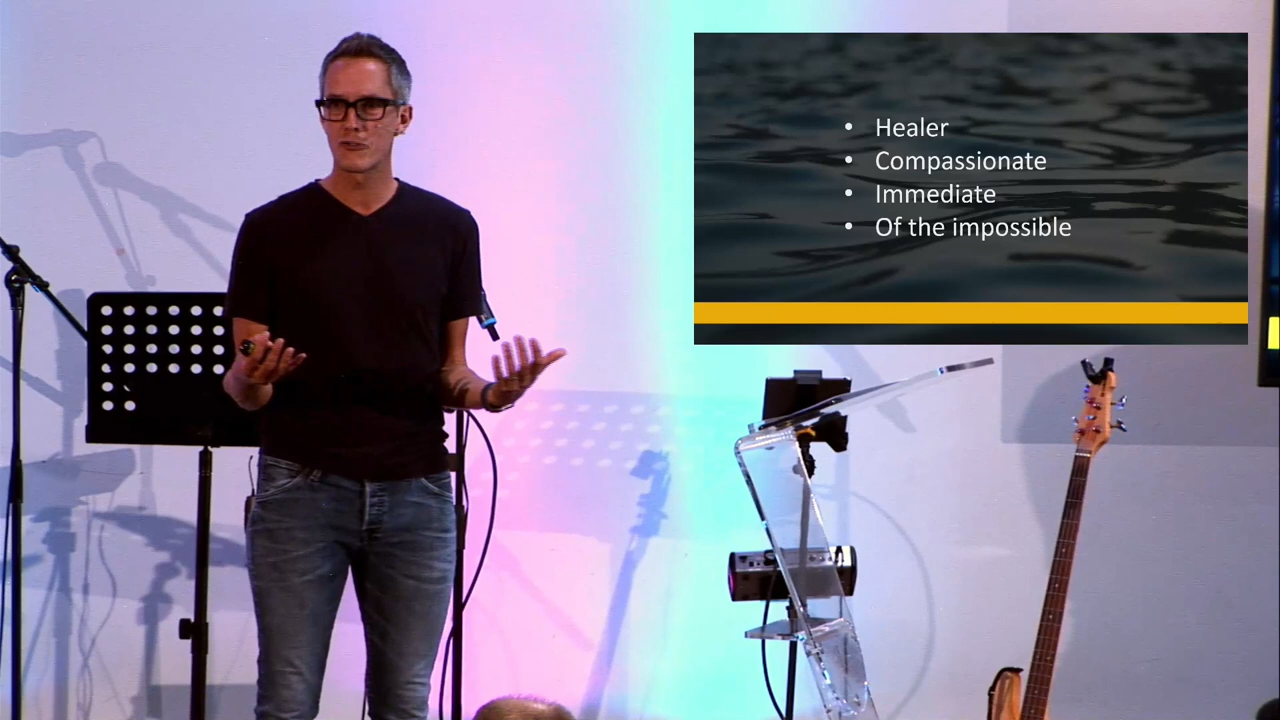 • Healer
• Compassionate
• Immediate
• Of the impossible